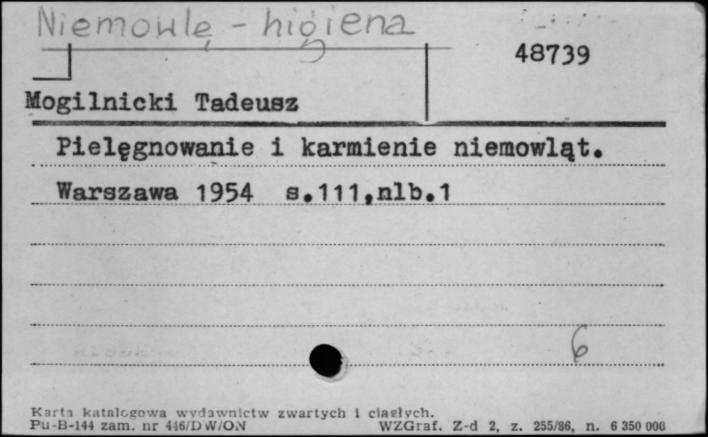 Niemowlę - higiena
48739
Mogilnicki Tadeusz
Pielęgnowanie i karmienie niemowląt.
Warszawa 1954 s.111,nlb.1
6
Karta katalogowa wydawnictw zwartych i ciągłych.
Pu-B-144 zam. nr 446/DW/ON WZGraf. Z-d 2, z. 255/86, n. 6 350 000